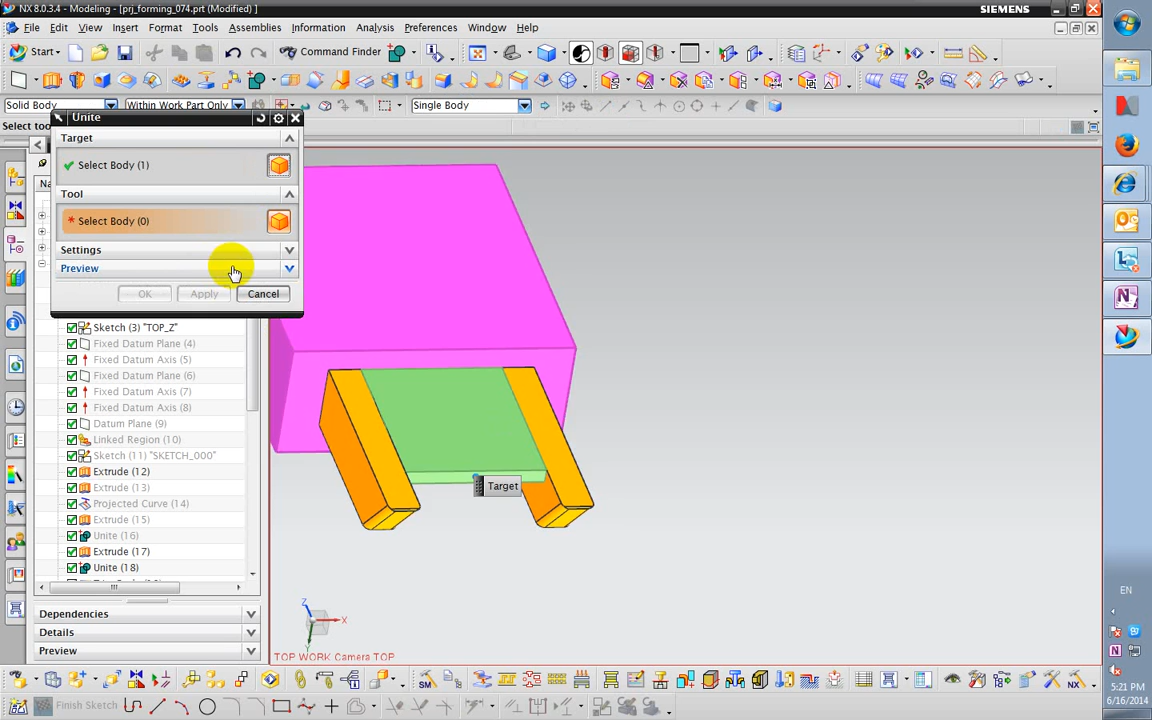 NX 8.0.3.4 - Modeling - [prj_forming_074.prt (Modified) ]
SIEMENS
File Edit View Insert Format Tools Assemblies Information Analysis Preferences Window Help
Start
Command Finder
Solid Body
Within Work Part Only
Single Body
Unite
Target
Select Body (1)
Tool
Select Body (0)
Settings
Preview
OK
Apply
Cancel
Sketch (3) "TOP_Z"
Fixed Datum Plane (4)
Fixed Datum Axis (5)
Fixed Datum Plane (6)
Fixed Datum Axis (7)
Fixed Datum Axis (8)
Datum Plane (9)
Linked Region (10)
Sketch (11) "SKETCH_000"
Extrude (12)
Extrude (13)
Projected Curve (14)
Extrude (15)
Unite (16)
Extrude (17)
Unite (18)
Dependencies
Details
Preview
Target
Z
X
TOP WORK Camera TOP
Finish Sketch
SM
NX
EN
5:21 PM
6/16/2014